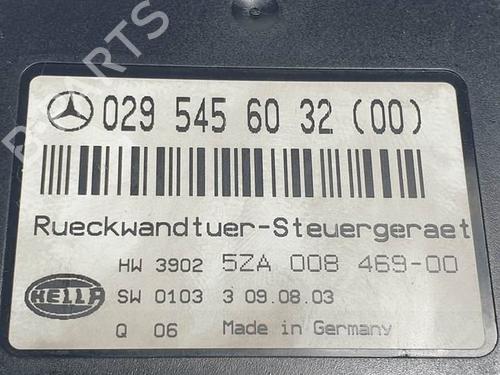 029 545 60 32 (00)
Rueckwandtuer-Steuergeraet
HW 3902 5ZA 008 469-00
HELLA SW 0103 3 09.08.03
Q 06 Made in Germany